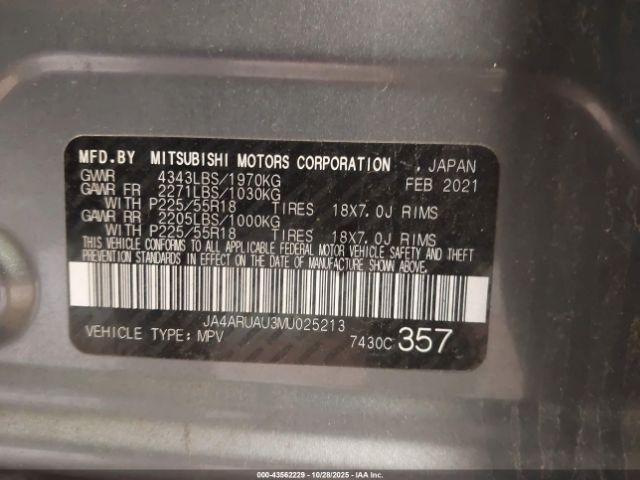 MFD.BY MITSUBISHI MOTORS CORPORATION , JAPAN
GWWR 4343LBS/1970KG FEB 2021
GAWR FR 2271LBS/1030KG
WITH P225/55R18 TIRES 18X7.0J RIMS
GAWR RR 2205LBS/1000KG
WITH P225/55R18 TIRES 18X7.0J RIMS
THIS VEHICLE CONFORMS TO ALL APPLICABLE FEDERAL MOTOR VEHICLE SAFETY AND THEFT
PREVENTION STANDARDS IN EFFECT ON THE DATE OF MANUFACTURE SHOWN ABOVE.
JA4ARUAU3MU025213
VEHICLE TYPE: MPV 7430C 357
000-43562229 - 10/28/2025 - IAA Inc.